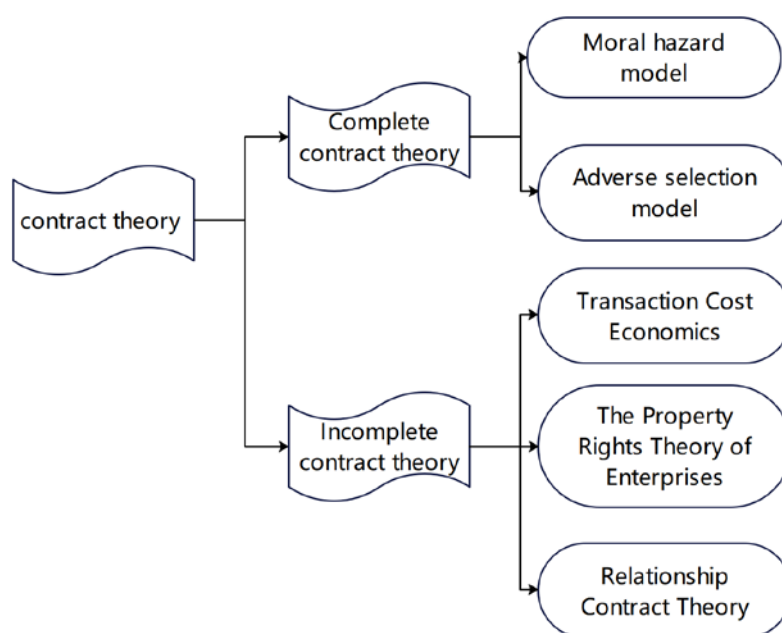 Moral hazard
model
Complete
contract theory
Adverse selection
model
contract theory
Transaction Cost
Economics
Incomplete
contract theory
The Property
Rights Theory of
Enterprises
Relationship
Contract Theory